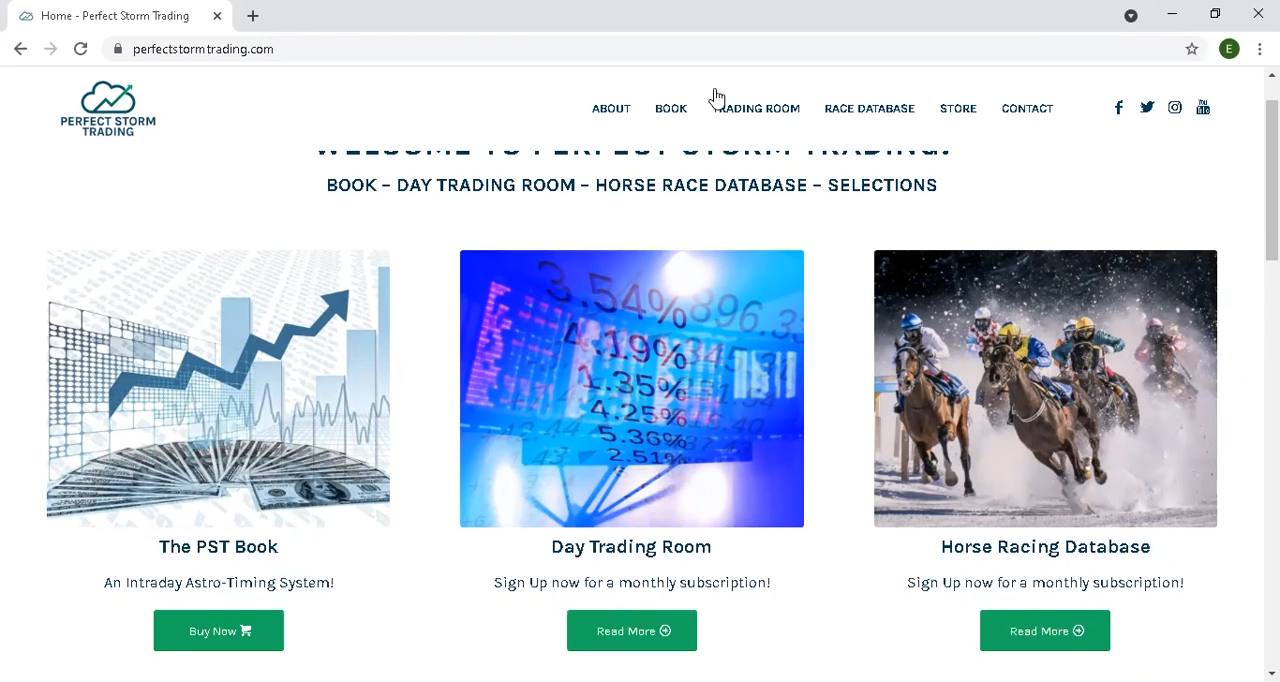 Home - Perfect Storm Trading
E
perfectstormtrading.com
PERFECT STORM
TRADING
ABOUT
BOOK
TRADING ROOM
RACE DATABASE
STORE
CONTACT
You
Tube
WELCOME TO PERFECT STORM TRADING!
BOOK – DAY TRADING ROOM – HORSE RACE DATABASE – SELECTIONS
3.54% 896.3
4.19% 345
1.35%
4.25%
5.36%
2.51%
The PST Book
Day Trading Room
Horse Racing Database
An Intraday Astro-Timing System!
Sign Up now for a monthly subscription!
Sign Up now for a monthly subscription!
Buy Now
Read More
Read More